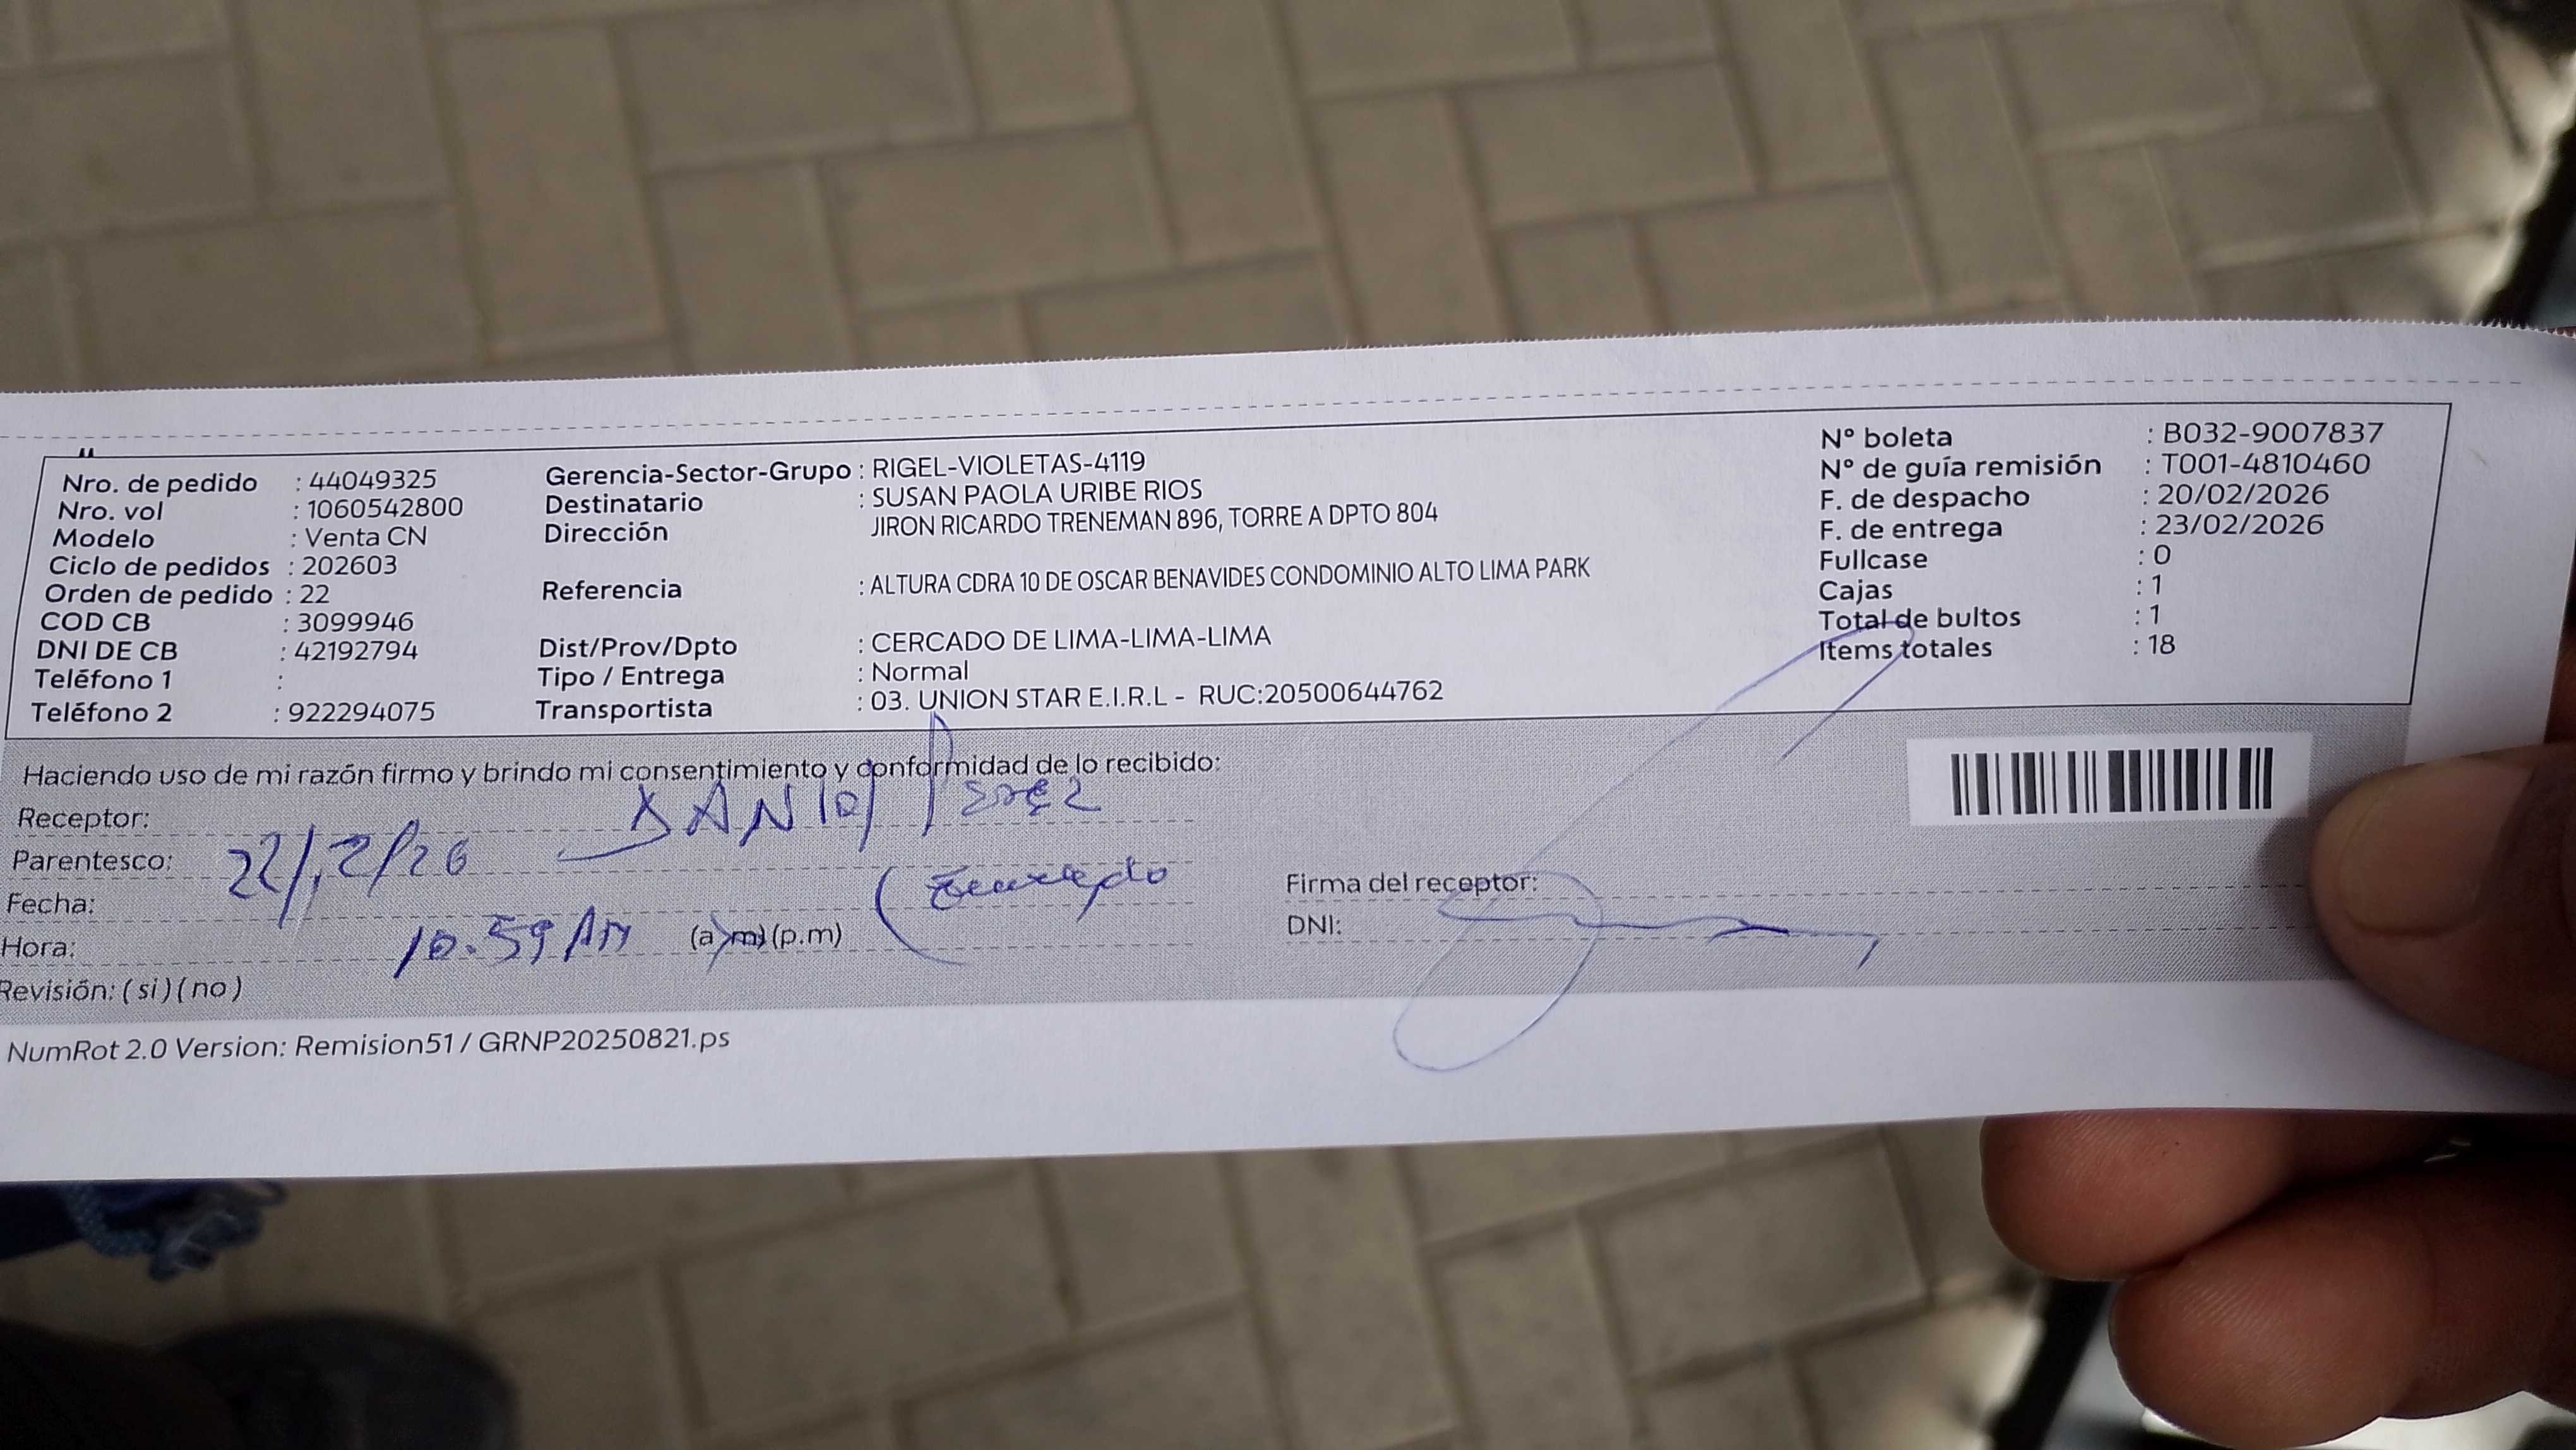 Nro. de pedido : 44049325
Nro. vol : 1060542800
Modelo : Venta CN
Ciclo de pedidos : 202603
Orden de pedido : 22
COD CB : 3099946
DNI DE CB : 42192794
Teléfono 1 :
Teléfono 2 : 922294075
Gerencia-Sector-Grupo : RIGEL-VIOLETAS-4119
Destinatario : SUSAN PAOLA URIBE RIOS
Dirección JIRON RICARDO TRENEMAN 896, TORRE A DPTO 804
Referencia : ALTURA CDRA 10 DE OSCAR BENAVIDES CONDOMINIO ALTO LIMA PARK
Dist/Prov/Dpto : CERCADO DE LIMA-LIMA-LIMA
Tipo / Entrega : Normal
Transportista : 03. UNION STAR E.I.R.L - RUC:20500644762
N° boleta : B032-9007837
N° de guía remisión : T001-4810460
F. de despacho : 20/02/2026
F. de entrega : 23/02/2026
Fullcase : 0
Cajas : 1
Total de bultos : 1
Items totales : 18
Haciendo uso de mi razón firmo y brindo mi consentimiento y conformidad de lo recibido:
Receptor:
Parentesco: 22/2/26
Fecha:
Hora: 10.59 AM (a.m) (p.m)
Revisión: ( si ) ( no )
Firma del receptor:
DNI:
NumRot 2.0 Version: Remision51 / GRNP20250821.ps